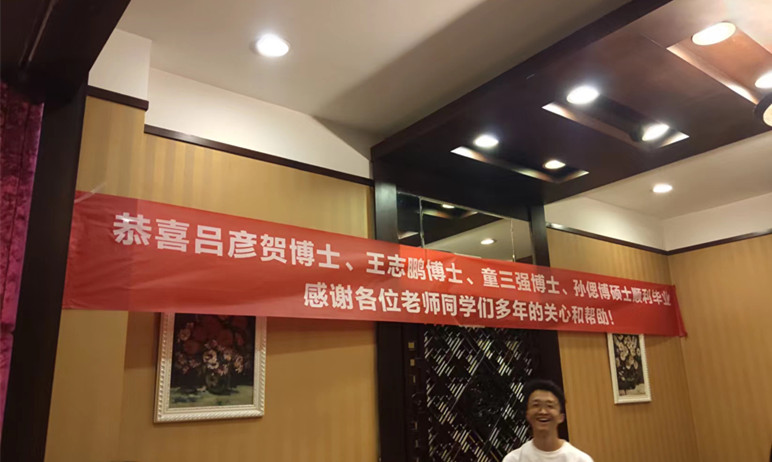 恭喜吕彦贺博士、王志鹏博士、童三强博士、孙偲博硕士顺利毕业
感谢各位老师同学们多年的关心和帮助！